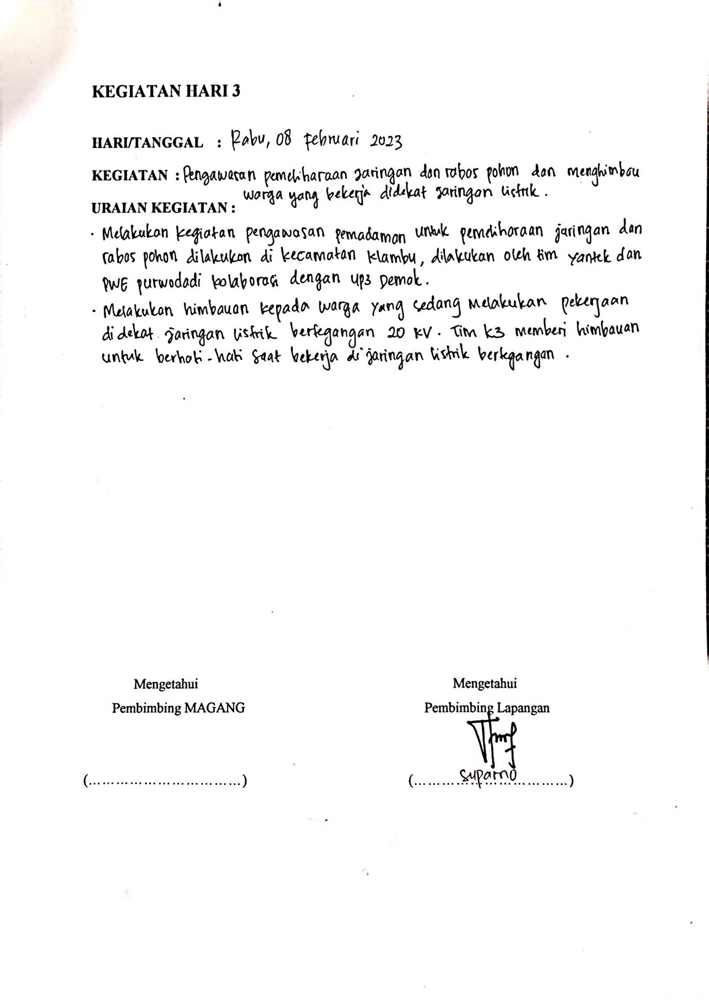 KEGIATAN HARI 3
HARI/TANGGAL : Rabu, 08 Februari 2023
KEGIATAN : Pengawasan pemeliharaan jaringan dan rabas pohon dan menghimbau
warga yang bekerja didekat jaringan listrik.
URAIAN KEGIATAN :
· Melakukan kegiatan pengawasan pemadaman untuk pemeliharaan jaringan dan
rabas pohon dilakukan di kecamatan Klambu, dilakukan oleh tim yantek dan
PWE purwodadi kolaborasi dengan up3 Demak.
· Melakukan himbauan kepada warga yang sedang melakukan pekerjaan
di dekat jaringan listrik bertegangan 20 KV. Tim K3 memberi himbauan
untuk berhati-hati saat bekerja di jaringan listrik bertegangan.
Mengetahui Mengetahui
Pembimbing MAGANG Pembimbing Lapangan
(.................................) (.......Suparno.......)